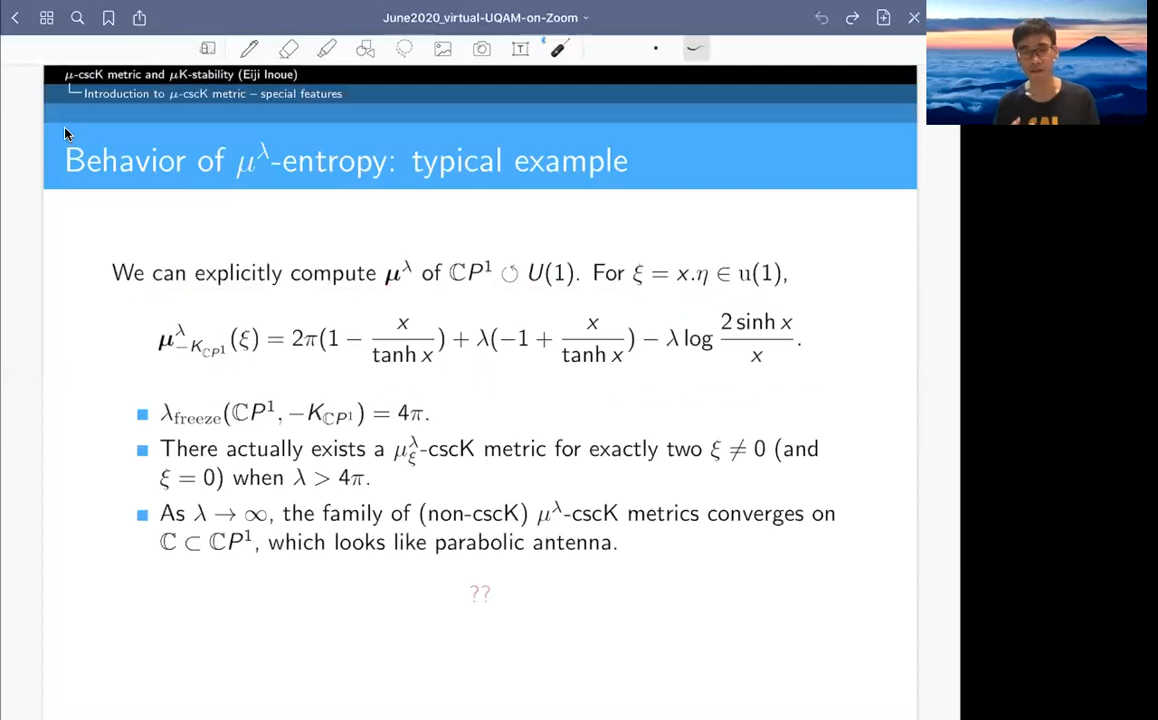 June2020_virtual-UQAM-on-Zoom
μ-cscK metric and μK-stability (Eiji Inoue)
Introduction to μ-cscK metric – special features
Behavior of μ^λ-entropy: typical example
We can explicitly compute μ^λ of ℂP¹ ↺ U(1). For ξ = x.η ∈ u(1),
μ^λ_{-K_{ℂP¹}}(ξ) = 2π(1 − x/tanh x) + λ(−1 + x/tanh x) − λ log (2 sinh x)/x.
λ_freeze(ℂP¹, −K_{ℂP¹}) = 4π.
There actually exists a μ^λ_ξ-cscK metric for exactly two ξ ≠ 0 (and
ξ = 0) when λ > 4π.
As λ → ∞, the family of (non-cscK) μ^λ-cscK metrics converges on
ℂ ⊂ ℂP¹, which looks like parabolic antenna.
??